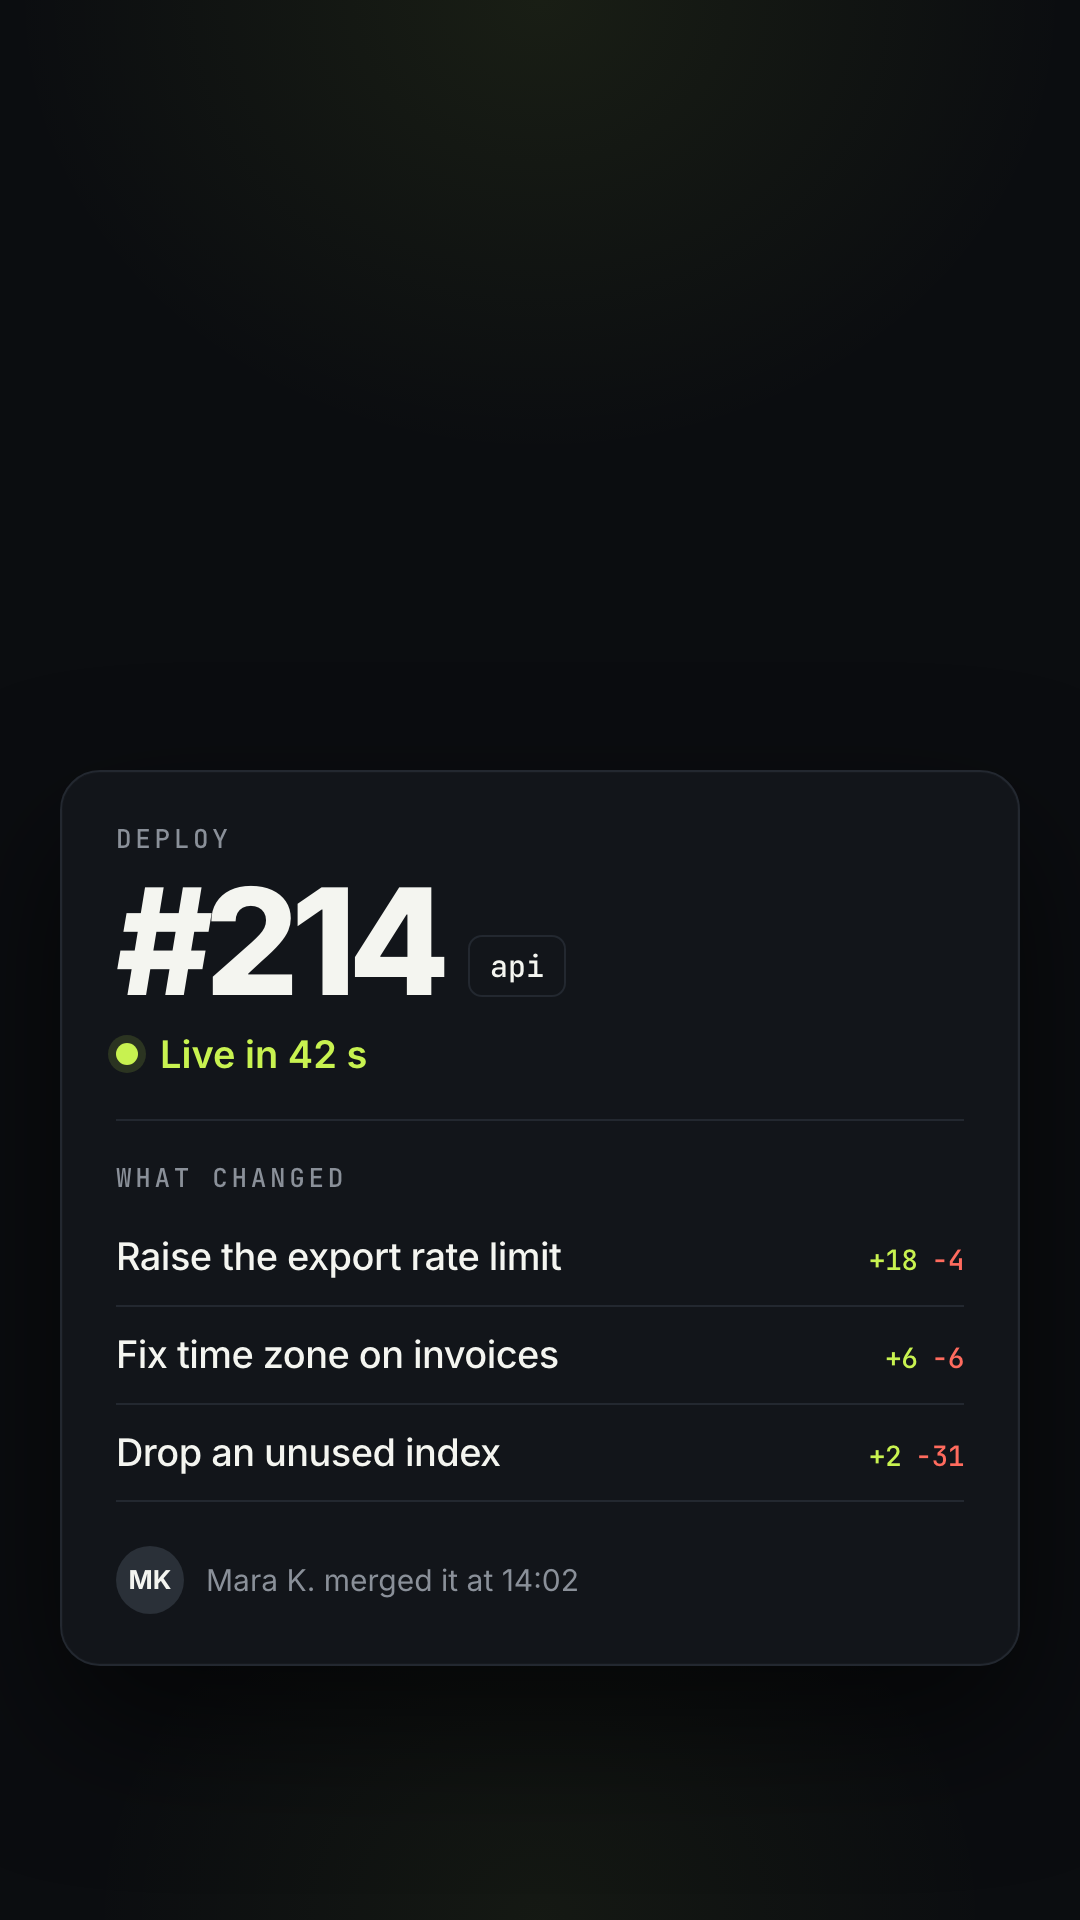 DEPLOY
#214 api
Live in 42 s
WHAT CHANGED
Raise the export rate limit +18 -4
Fix time zone on invoices +6 -6
Drop an unused index +2 -31
MK Mara K. merged it at 14:02